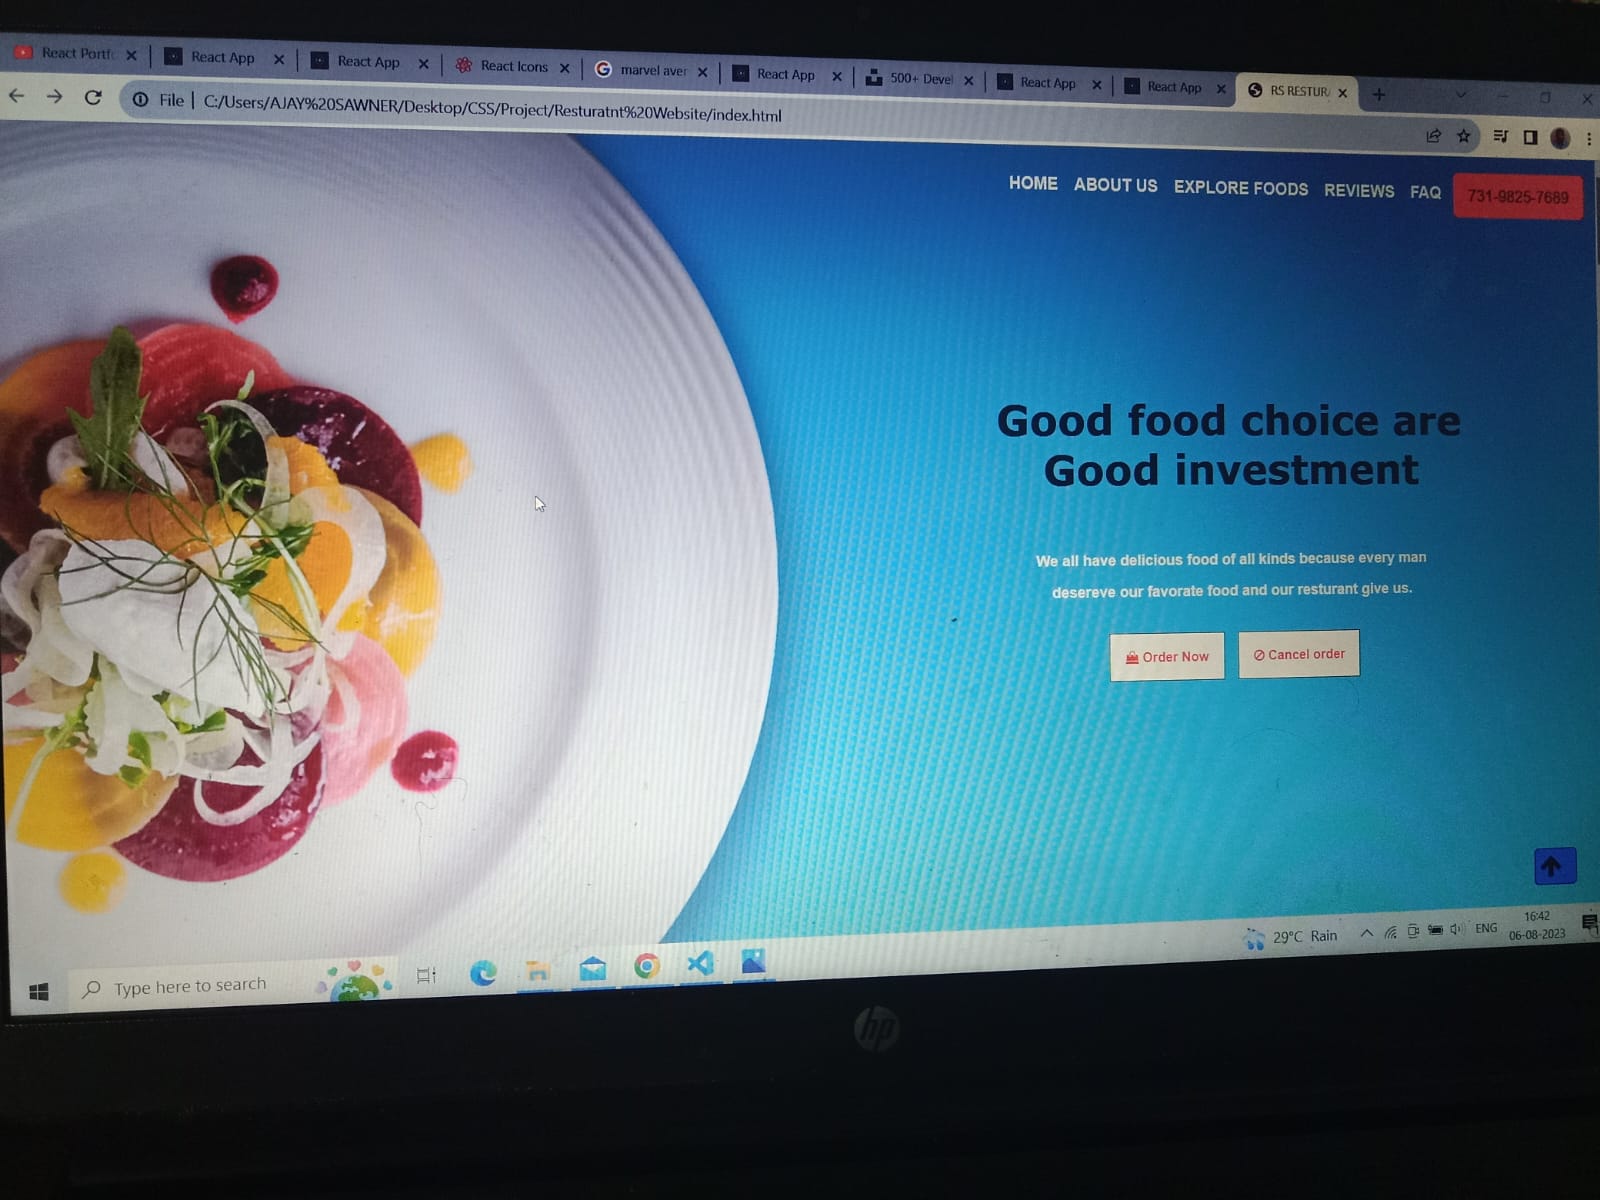 React Portf
React App
React App
React Icons
marvel aver
React App
500+ Devel
React App
React App
RS RESTUR
File | C:/Users/AJAY%20SAWNER/Desktop/CSS/Project/Resturatnt%20Website/index.html
HOME ABOUT US EXPLORE FOODS REVIEWS FAQ 731-9825-7689
Good food choice are
Good investment
We all have delicious food of all kinds because every man
desereve our favorate food and our resturant give us.
Order Now Cancel order
Type here to search
29°C Rain
ENG
16:42
06-08-2023
hp